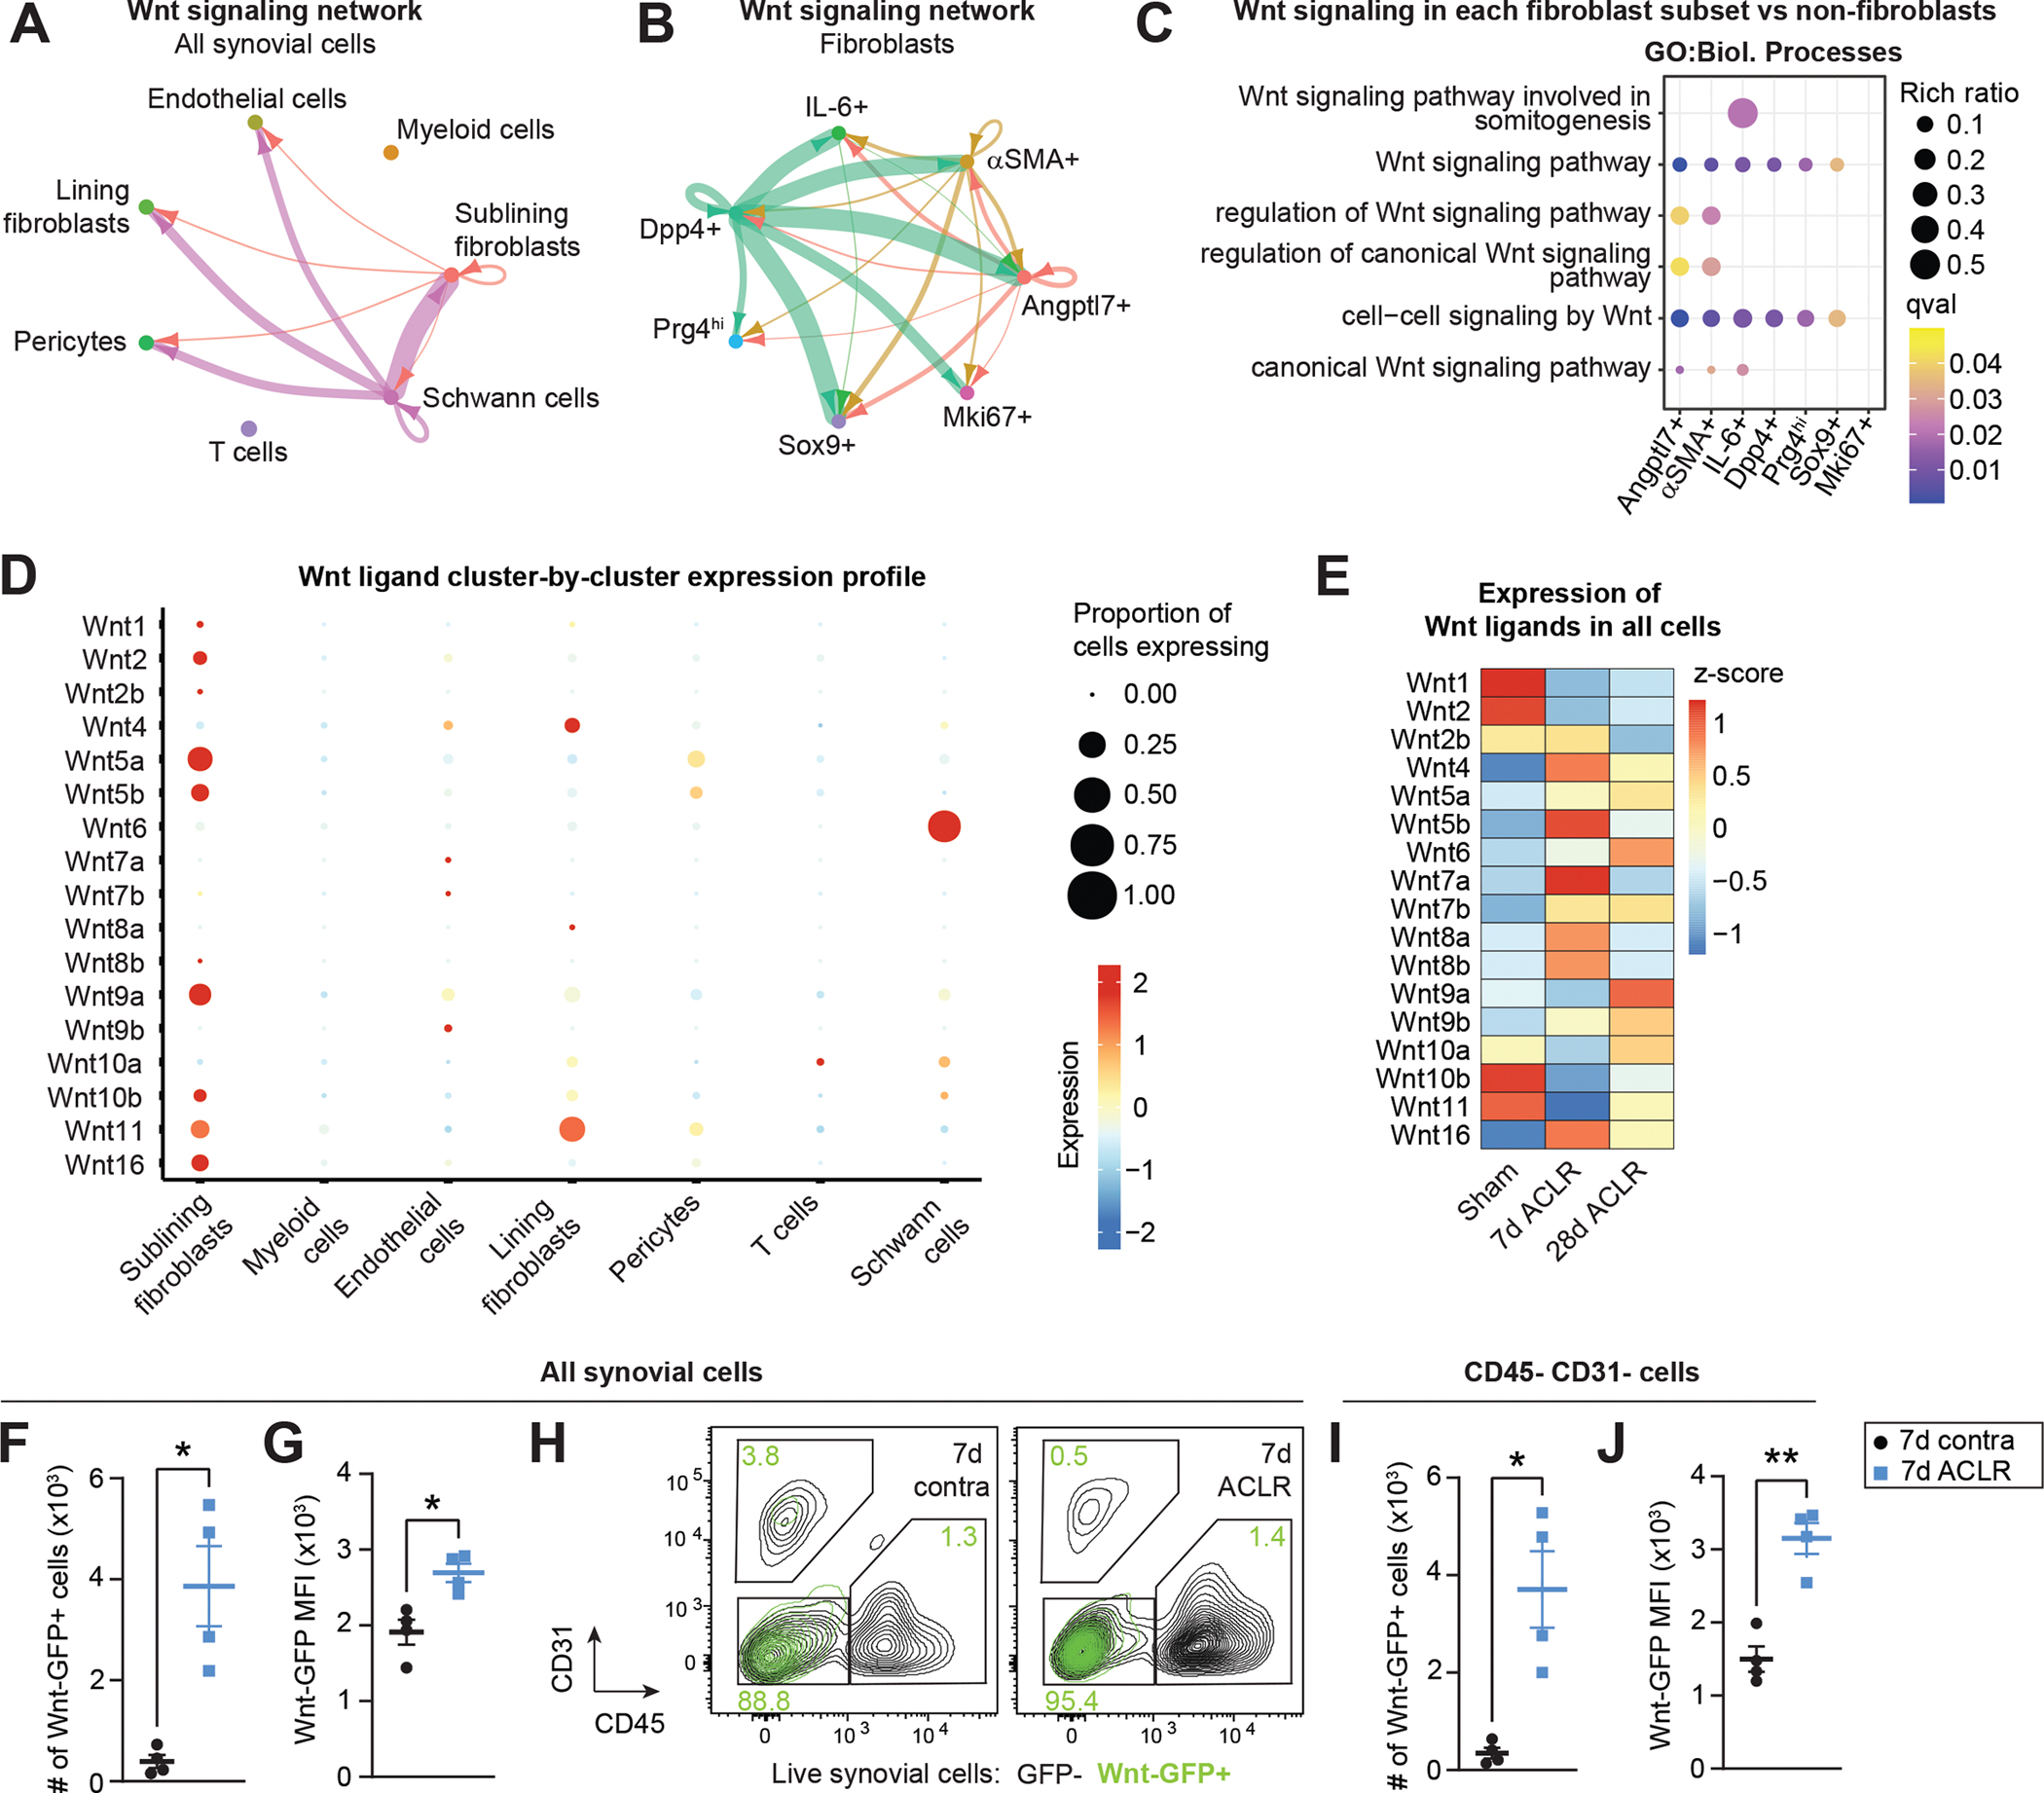 A
Wnt signaling network
All synovial cells
Endothelial cells
Myeloid cells
Lining
fibroblasts
Sublining
fibroblasts
Pericytes
Schwann cells
T cells
B
Wnt signaling network
Fibroblasts
IL-6+
αSMA+
Dpp4+
Angptl7+
Prg4hi
Mki67+
Sox9+
C
Wnt signaling in each fibroblast subset vs non-fibroblasts
GO:Biol. Processes
Wnt signaling pathway involved in
somitogenesis
Wnt signaling pathway
regulation of Wnt signaling pathway
regulation of canonical Wnt signaling
pathway
cell−cell signaling by Wnt
canonical Wnt signaling pathway
Angptl7+
αSMA+
IL-6+
Dpp4+
Prg4hi
Sox9+
Mki67+
Rich ratio
0.1
0.2
0.3
0.4
0.5
qval
0.04
0.03
0.02
0.01
D
Wnt ligand cluster-by-cluster expression profile
Wnt1
Wnt2
Wnt2b
Wnt4
Wnt5a
Wnt5b
Wnt6
Wnt7a
Wnt7b
Wnt8a
Wnt8b
Wnt9a
Wnt9b
Wnt10a
Wnt10b
Wnt11
Wnt16
Sublining
fibroblasts
Myeloid
cells
Endothelial
cells
Lining
fibroblasts
Pericytes
T cells
Schwann
cells
Proportion of
cells expressing
0.00
0.25
0.50
0.75
1.00
Expression
2
1
0
−1
−2
E
Expression of
Wnt ligands in all cells
Wnt1
Wnt2
Wnt2b
Wnt4
Wnt5a
Wnt5b
Wnt6
Wnt7a
Wnt7b
Wnt8a
Wnt8b
Wnt9a
Wnt9b
Wnt10a
Wnt10b
Wnt11
Wnt16
Sham
7d ACLR
28d ACLR
z-score
1
0.5
0
−0.5
−1
All synovial cells
CD45- CD31- cells
F
# of Wnt-GFP+ cells (x10³)
6
4
2
0
*
G
Wnt-GFP MFI (x10³)
4
3
2
1
0
*
H
CD31
CD45
10⁵
10⁴
10³
0
3.8
7d
contra
1.3
88.8
0
10³
10⁴
0.5
7d
ACLR
1.4
95.4
0
10³
10⁴
Live synovial cells: GFP- Wnt-GFP+
I
# of Wnt-GFP+ cells (x10³)
6
4
2
0
*
J
Wnt-GFP MFI (x10³)
4
3
2
1
0
**
7d contra
7d ACLR